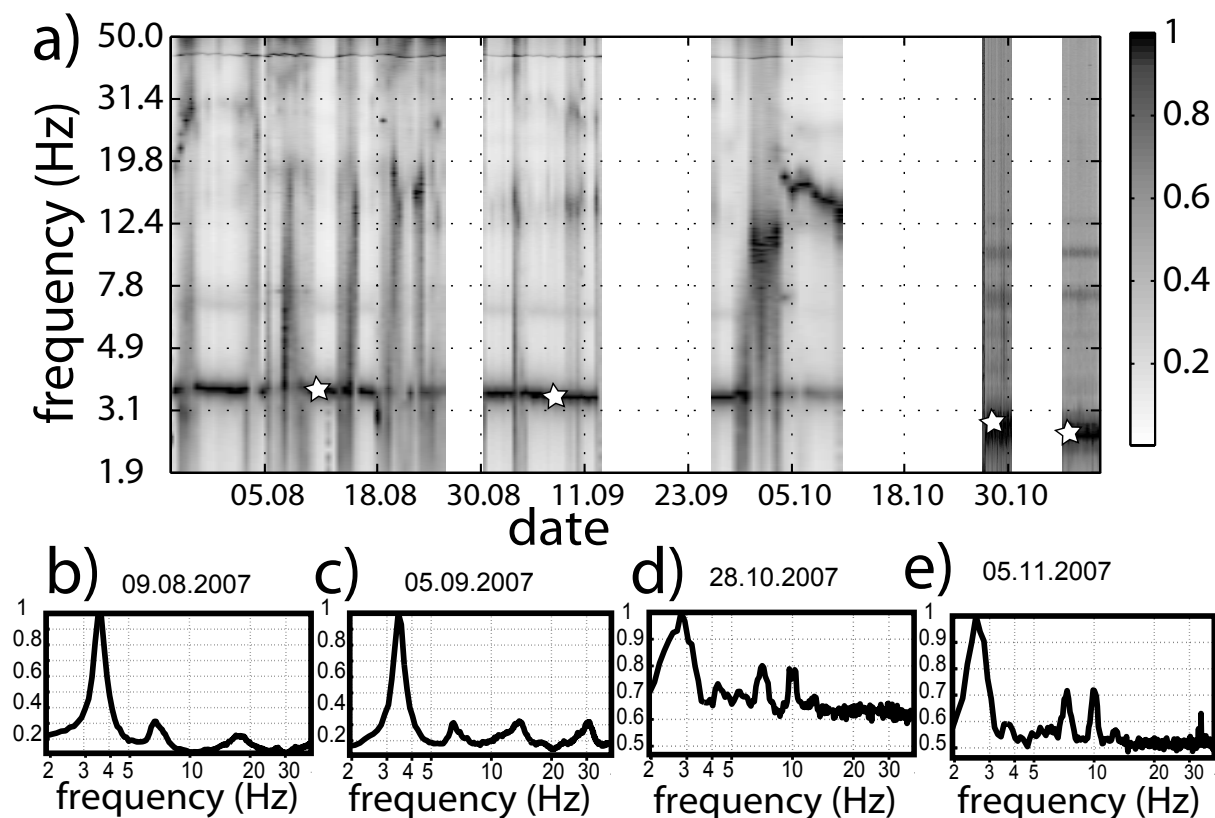 a)
frequency (Hz)
50.0
31.4
19.8
12.4
7.8
4.9
3.1
1.9
05.08 18.08 30.08 11.09 23.09 05.10 18.10 30.10
date
1
0.8
0.6
0.4
0.2
b) 09.08.2007
1
0.8
0.6
0.4
0.2
2 3 4 5 10 20 30
frequency (Hz)
c) 05.09.2007
1
0.8
0.6
0.4
0.2
2 3 4 5 10 20 30
frequency (Hz)
d) 28.10.2007
1
0.9
0.8
0.7
0.6
0.5
2 3 4 5 10 20 30
frequency (Hz)
e) 05.11.2007
1
0.9
0.8
0.7
0.6
0.5
2 3 4 5 10 20 30
frequency (Hz)